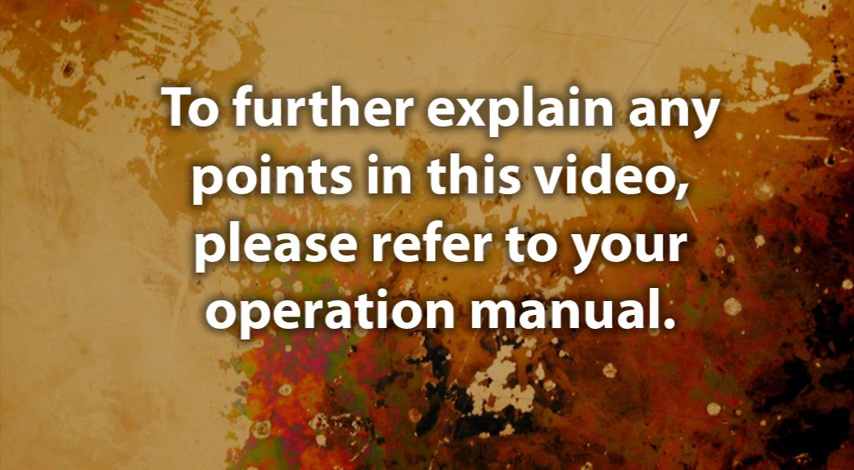 To further explain any
points in this video,
please refer to your
operation manual.